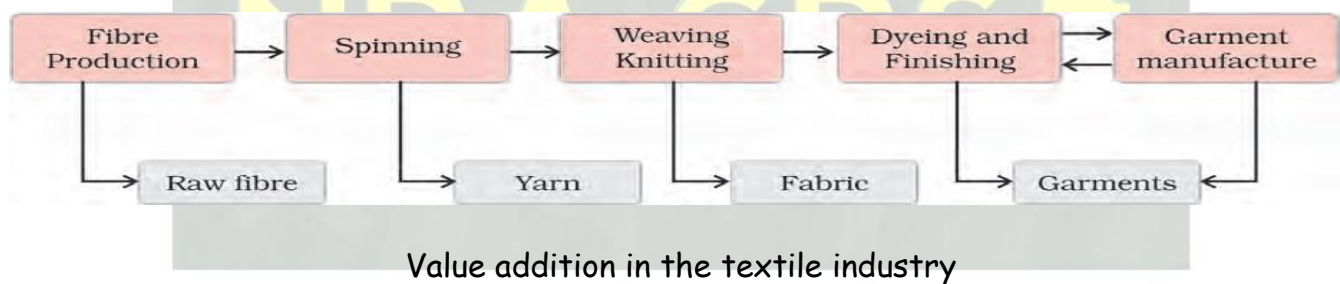 Fibre
Production
Spinning
Weaving
Knitting
Dyeing and
Finishing
Garment
manufacture
Raw fibre
Yarn
Fabric
Garments
Value addition in the textile industry